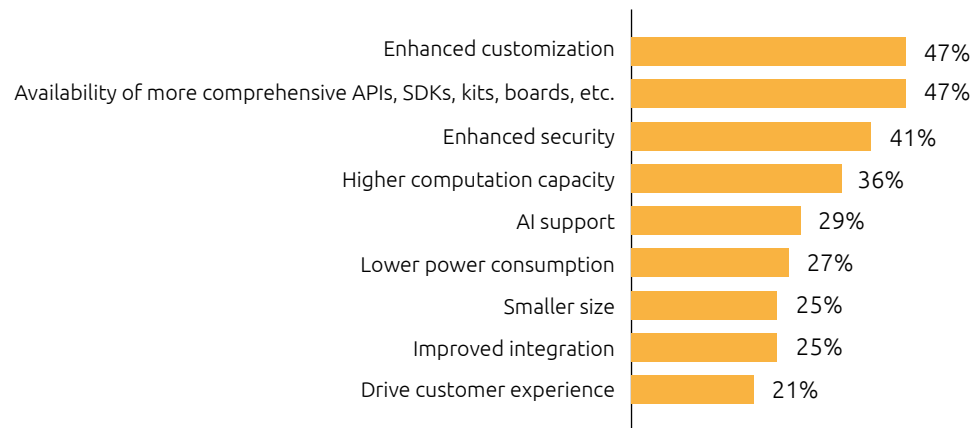 Enhanced customization 47%
Availability of more comprehensive APIs, SDKs, kits, boards, etc. 47%
Enhanced security 41%
Higher computation capacity 36%
AI support 29%
Lower power consumption 27%
Smaller size 25%
Improved integration 25%
Drive customer experience 21%